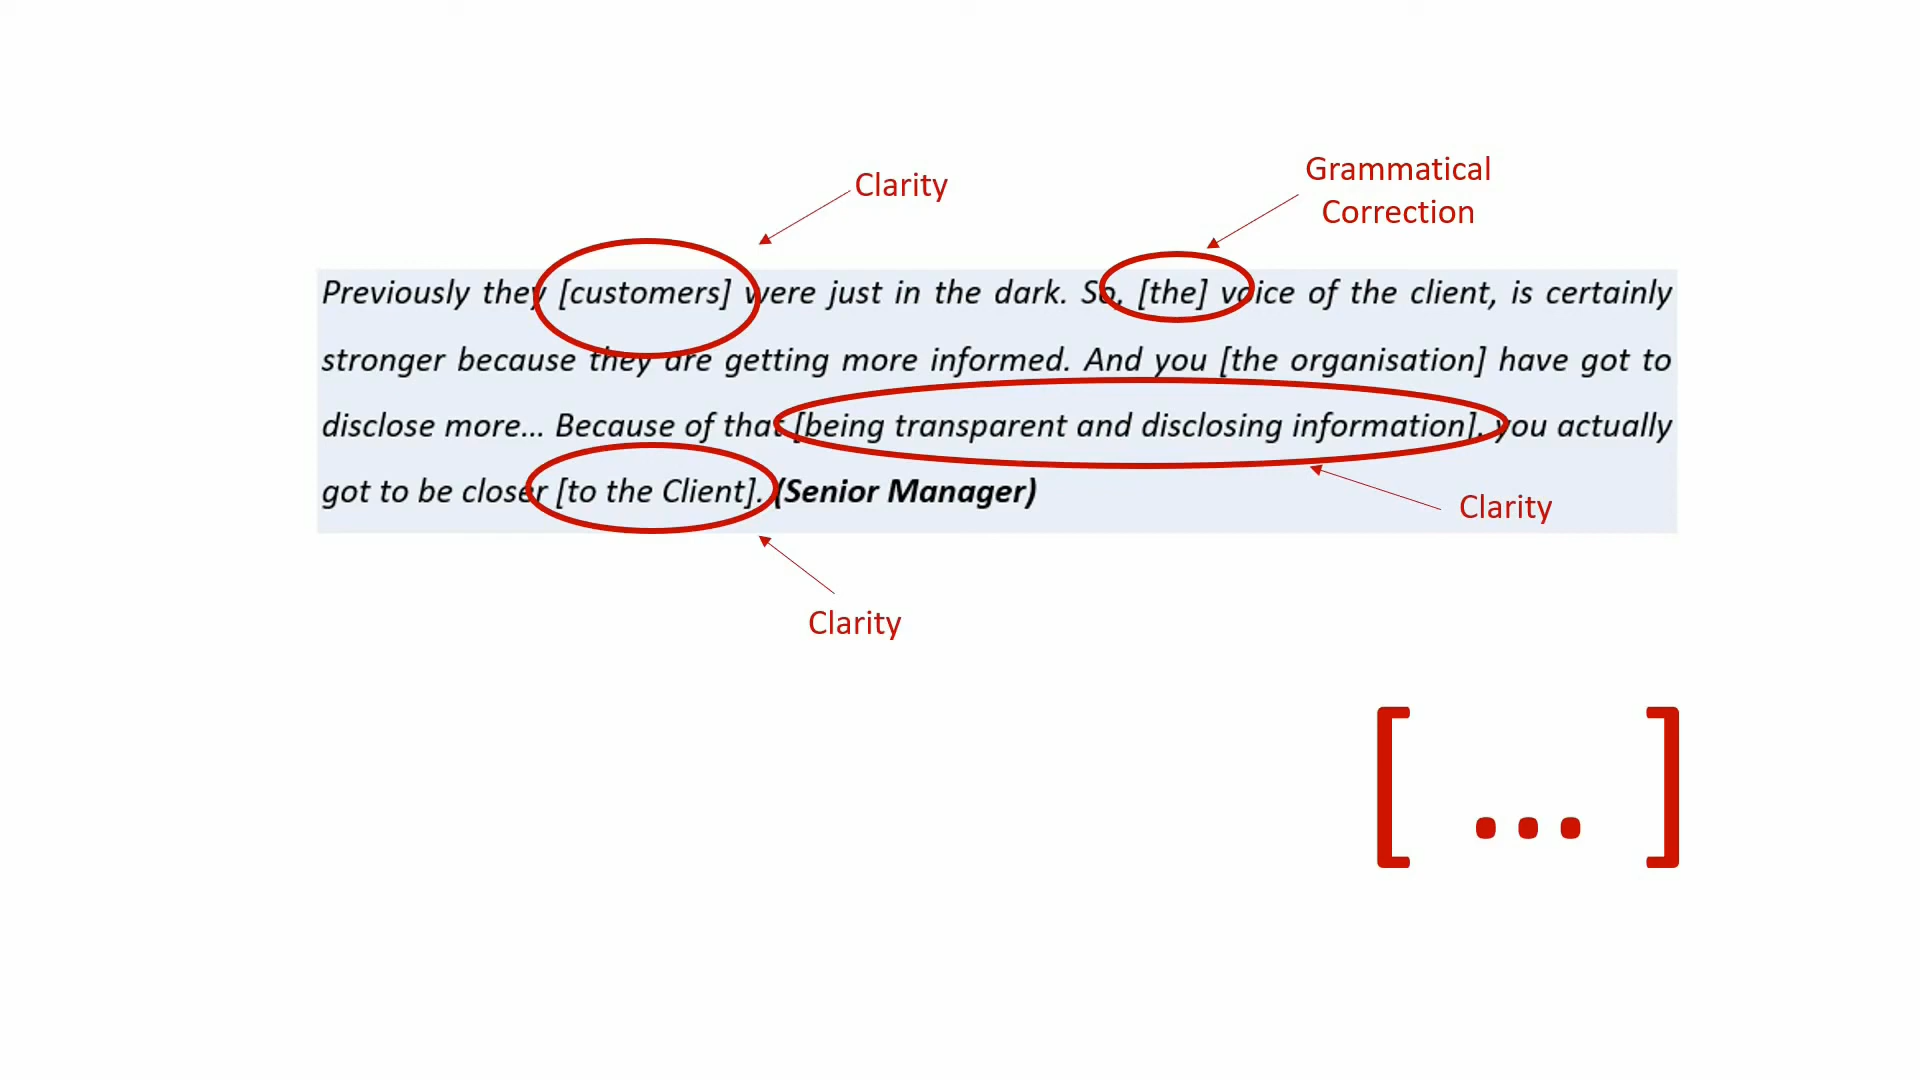 Clarity
Grammatical
Correction
Previously they [customers] were just in the dark. So, [the] voice of the client, is certainly
stronger because they are getting more informed. And you [the organisation] have got to
disclose more... Because of that [being transparent and disclosing information], you actually
got to be closer [to the Client]. (Senior Manager)
Clarity
Clarity
[ ... ]